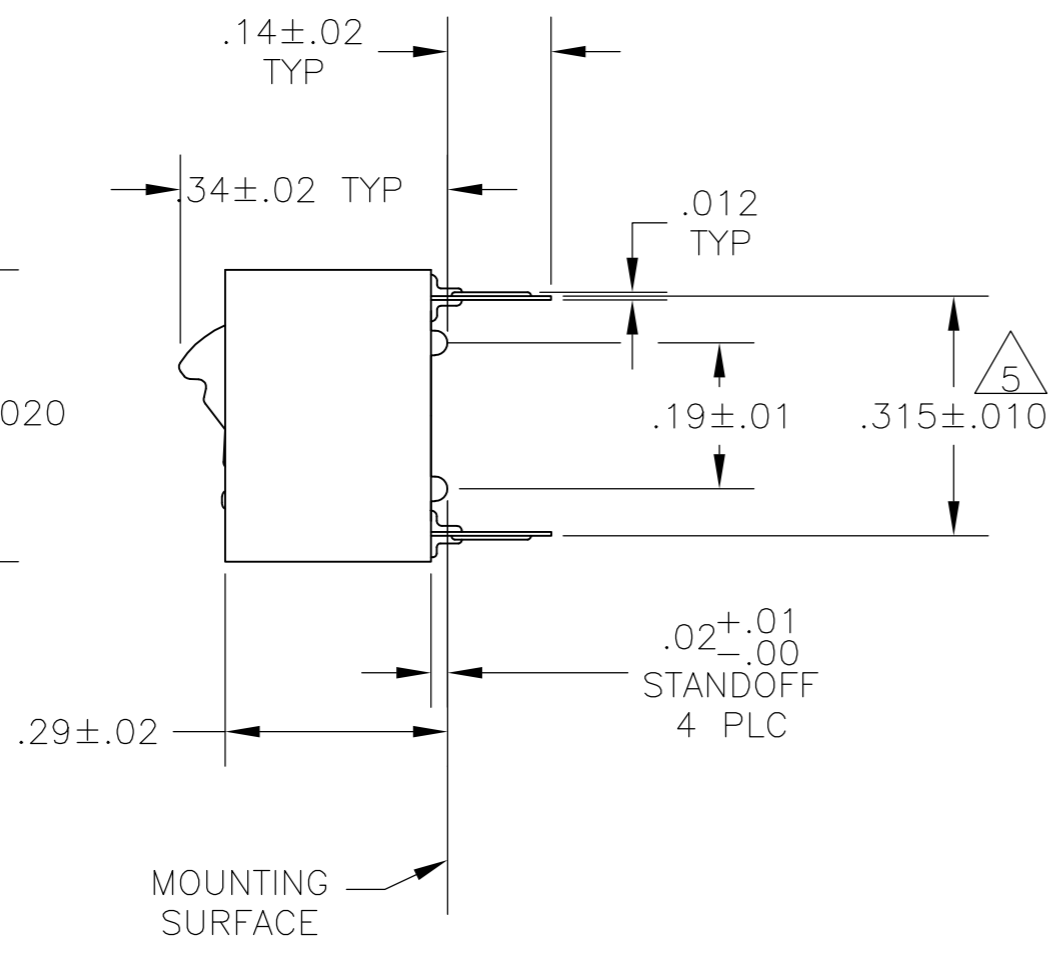 .14±.02
TYP
.34±.02 TYP
.012
TYP
5
.19±.01
.315±.010
020
.02+.01
-.00
STANDOFF
4 PLC
.29±.02
MOUNTING
SURFACE